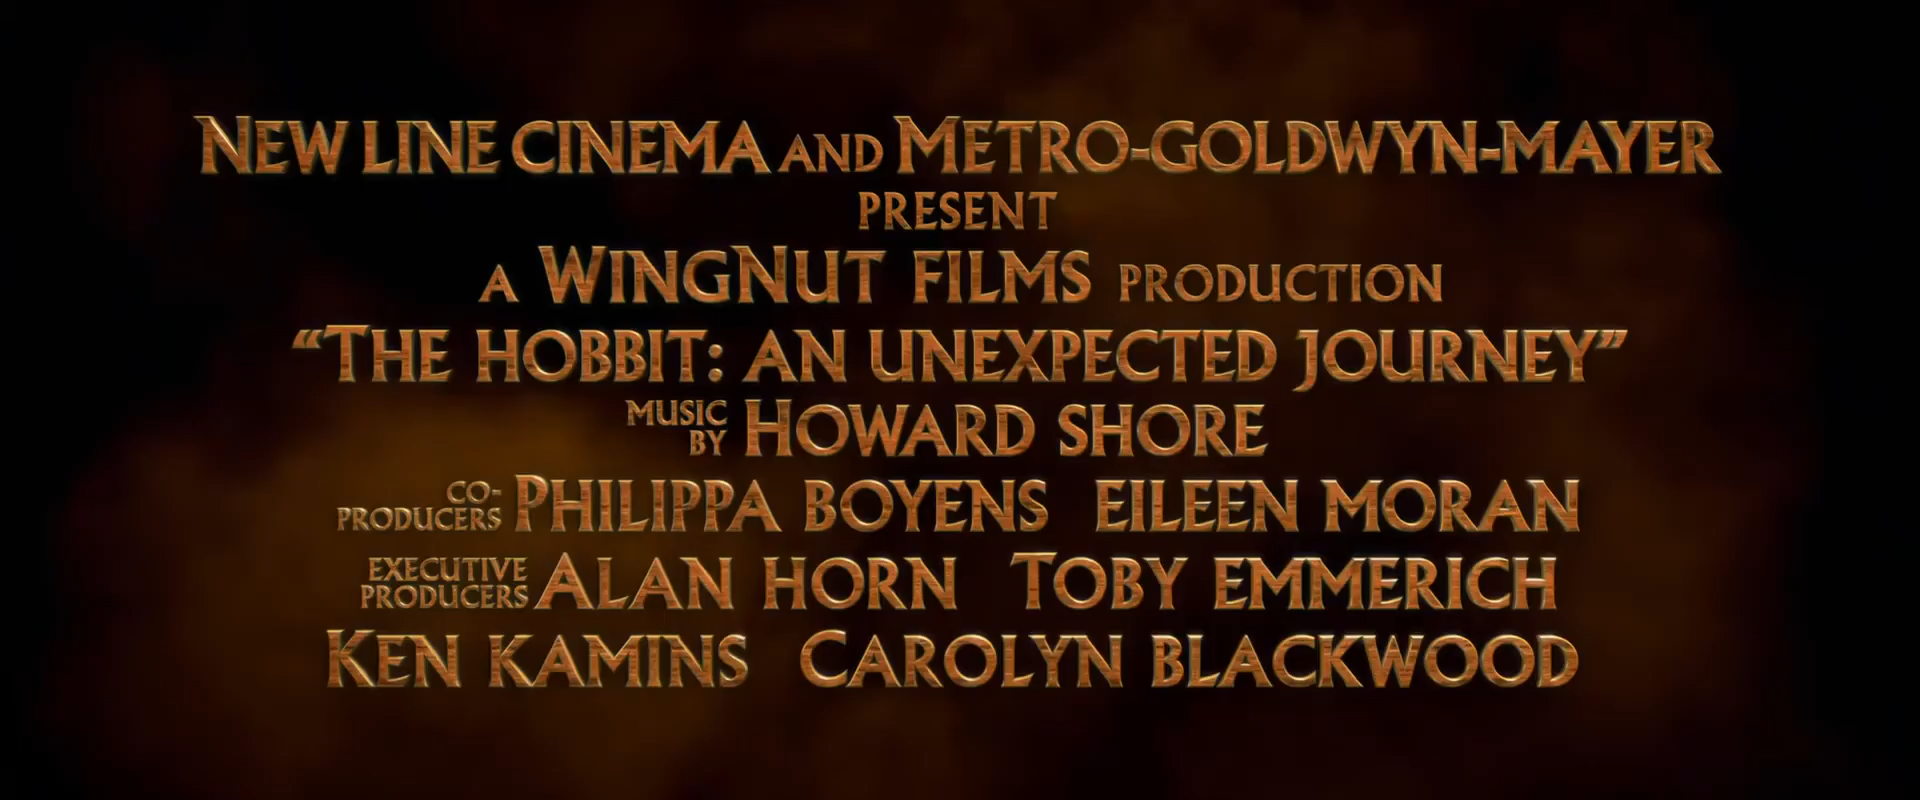 NEW LINE CINEMA AND METRO-GOLDWYN-MAYER
PRESENT
A WINGNUT FILMS PRODUCTION
“THE HOBBIT: AN UNEXPECTED JOURNEY”
MUSIC BY HOWARD SHORE
CO-PRODUCERS PHILIPPA BOYENS EILEEN MORAN
EXECUTIVE PRODUCERS ALAN HORN TOBY EMMERICH
KEN KAMINS CAROLYN BLACKWOOD